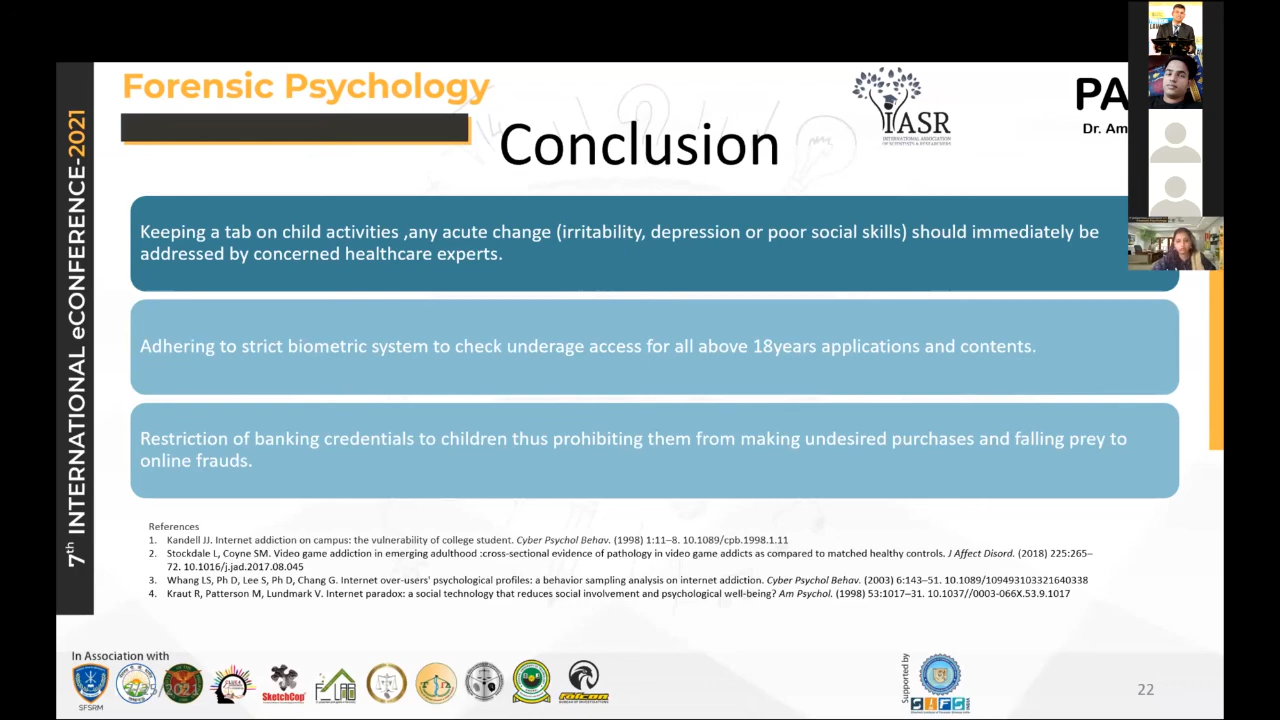 7th INTERNATIONAL eCONFERENCE-2021
Forensic Psychology
IASR
INTERNATIONAL ASSOCIATION
OF SCIENTISTS & RESEARCHERS
PA
Dr. Am
Conclusion
Keeping a tab on child activities ,any acute change (irritability, depression or poor social skills) should immediately be
addressed by concerned healthcare experts.
Adhering to strict biometric system to check underage access for all above 18years applications and contents.
Restriction of banking credentials to children thus prohibiting them from making undesired purchases and falling prey to
online frauds.
References
1. Kandell JJ. Internet addiction on campus: the vulnerability of college student. Cyber Psychol Behav. (1998) 1:11–8. 10.1089/cpb.1998.1.11
2. Stockdale L, Coyne SM. Video game addiction in emerging adulthood :cross-sectional evidence of pathology in video game addicts as compared to matched healthy controls. J Affect Disord. (2018) 225:265–
72. 10.1016/j.jad.2017.08.045
3. Whang LS, Ph D, Lee S, Ph D, Chang G. Internet over-users' psychological profiles: a behavior sampling analysis on internet addiction. Cyber Psychol Behav. (2003) 6:143–51. 10.1089/109493103321640338
4. Kraut R, Patterson M, Lundmark V. Internet paradox: a social technology that reduces social involvement and psychological well-being? Am Psychol. (1998) 53:1017–31. 10.1037//0003-066X.53.9.1017
In Association with
SFSRM
SketchCop
falcon
Supported by
SIFS
22